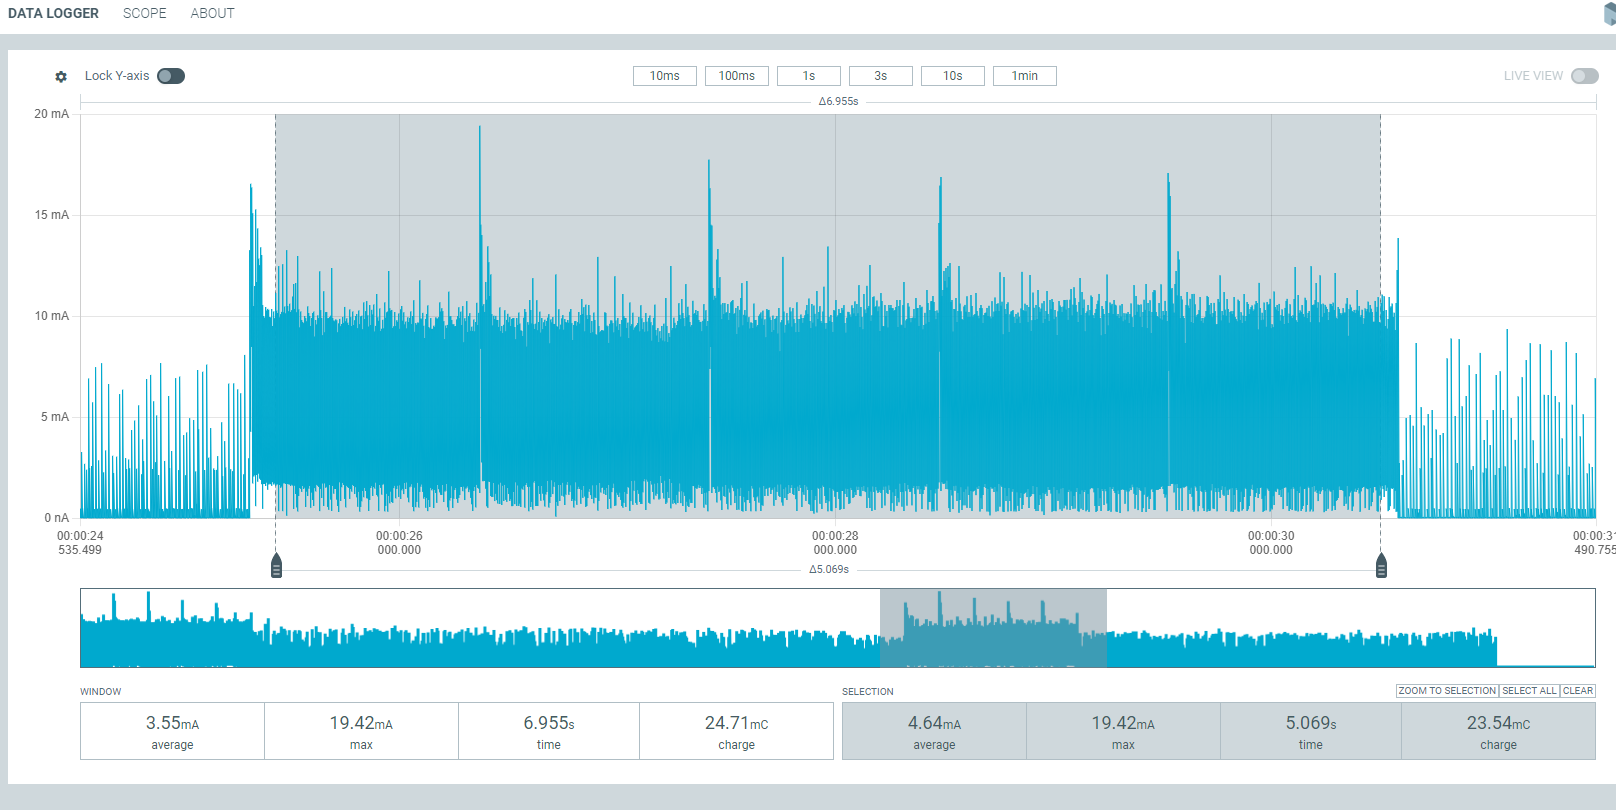 DATA LOGGER SCOPE ABOUT
Lock Y-axis 10ms 100ms 1s 3s 10s 1min LIVE VIEW
Δ6.955s
20 mA
15 mA
10 mA
5 mA
0 nA
00:00:24 00:00:26 00:00:28 00:00:30 00:00:31
535.499 000.000 000.000 000.000 490.755
Δ5.069s
WINDOW SELECTION ZOOM TO SELECTION SELECT ALL CLEAR
3.55mA 19.42mA 6.955s 24.71mC 4.64mA 19.42mA 5.069s 23.54mC
average max time charge average max time charge